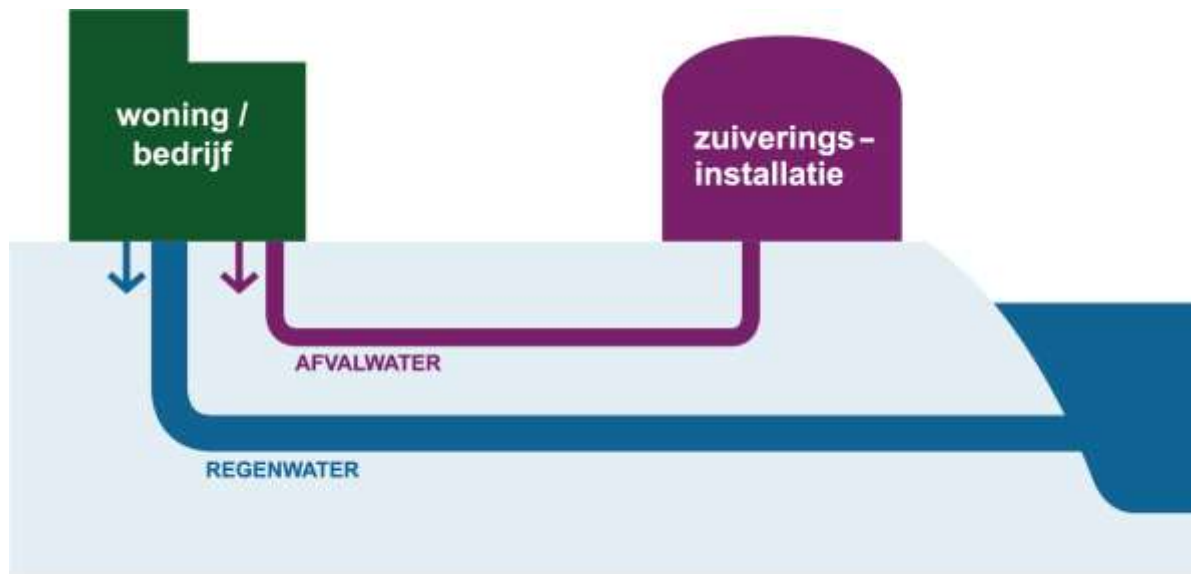 woning /
bedrijf
zuiverings-
installatie
AFVALWATER
REGENWATER